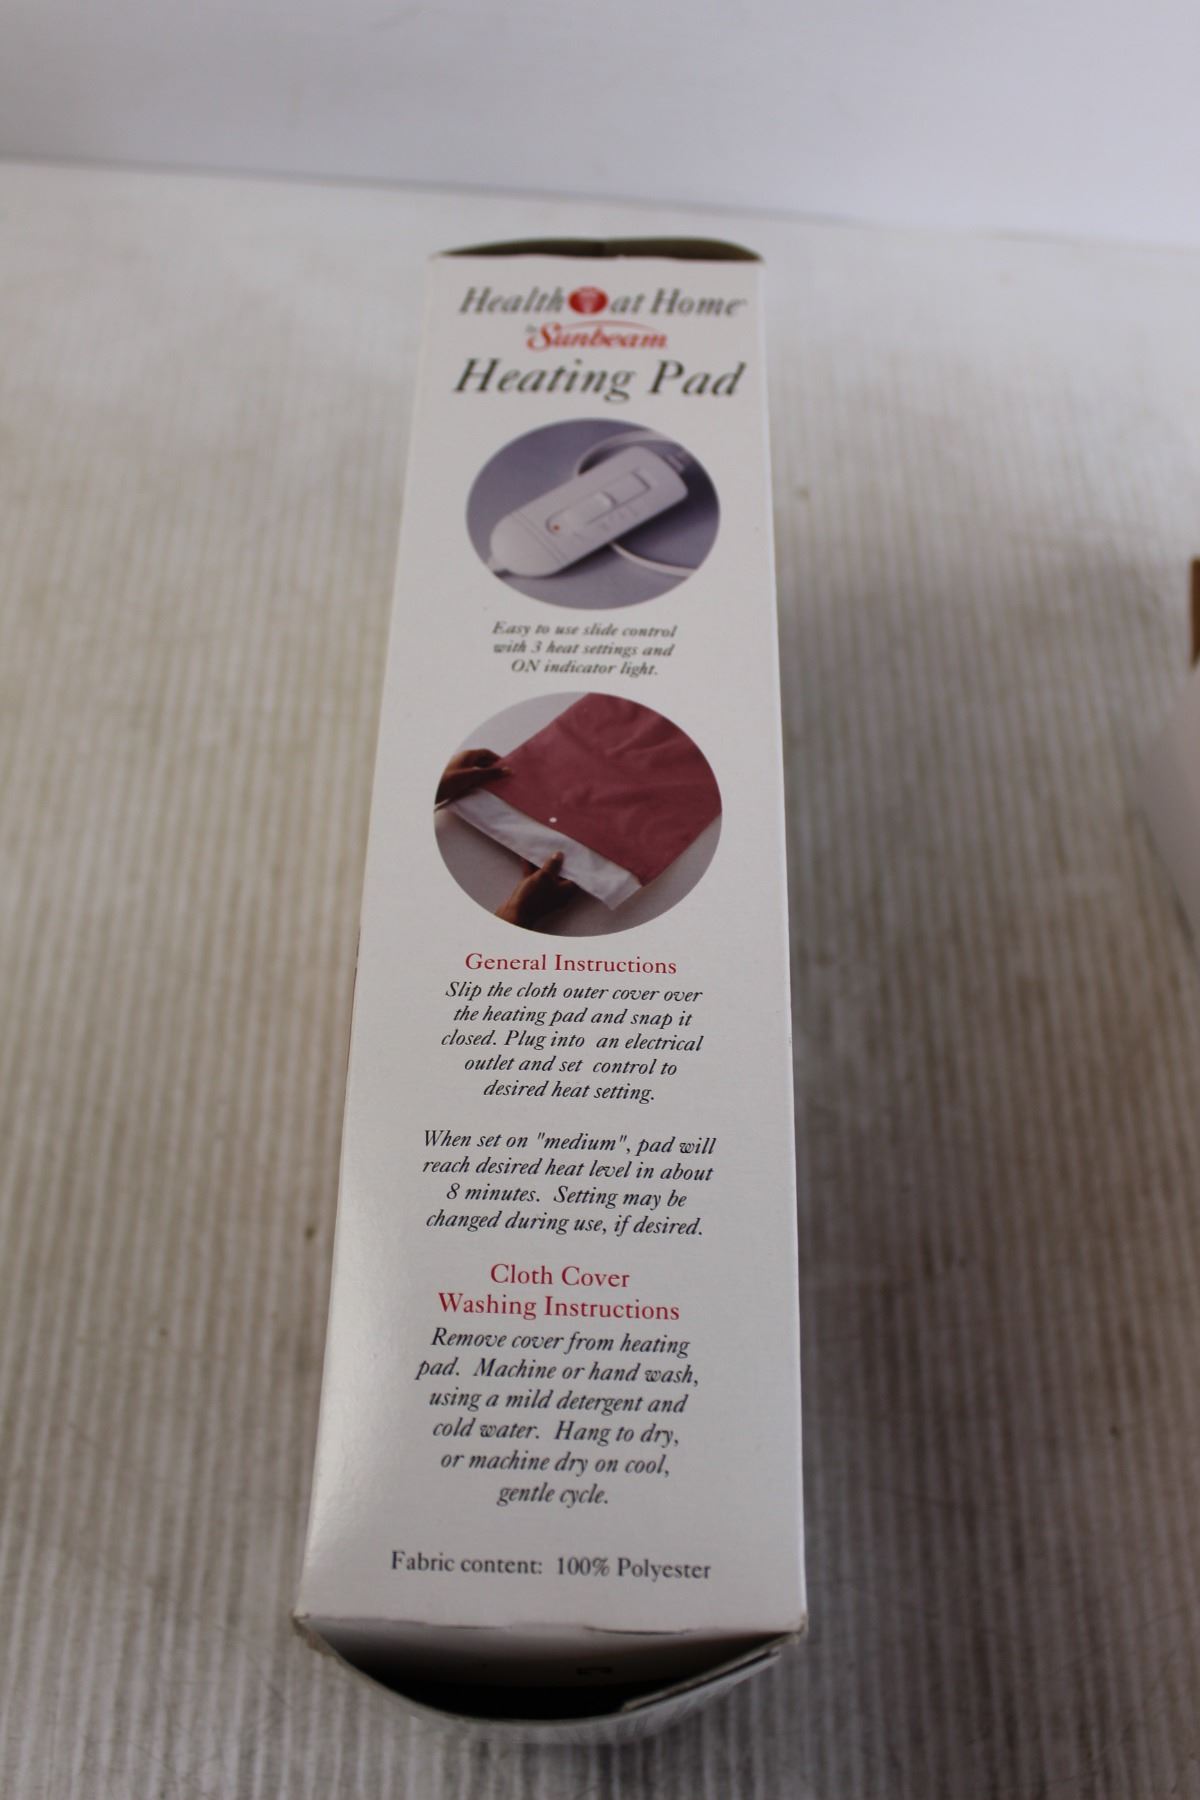 Health at Home
by Sunbeam
Heating Pad
Easy to use slide control
with 3 heat settings and
ON indicator light.
General Instructions
Slip the cloth outer cover over
the heating pad and snap it
closed. Plug into an electrical
outlet and set control to
desired heat setting.
When set on "medium", pad will
reach desired heat level in about
8 minutes. Setting may be
changed during use, if desired.
Cloth Cover
Washing Instructions
Remove cover from heating
pad. Machine or hand wash,
using a mild detergent and
cold water. Hang to dry,
or machine dry on cool,
gentle cycle.
Fabric content: 100% Polyester